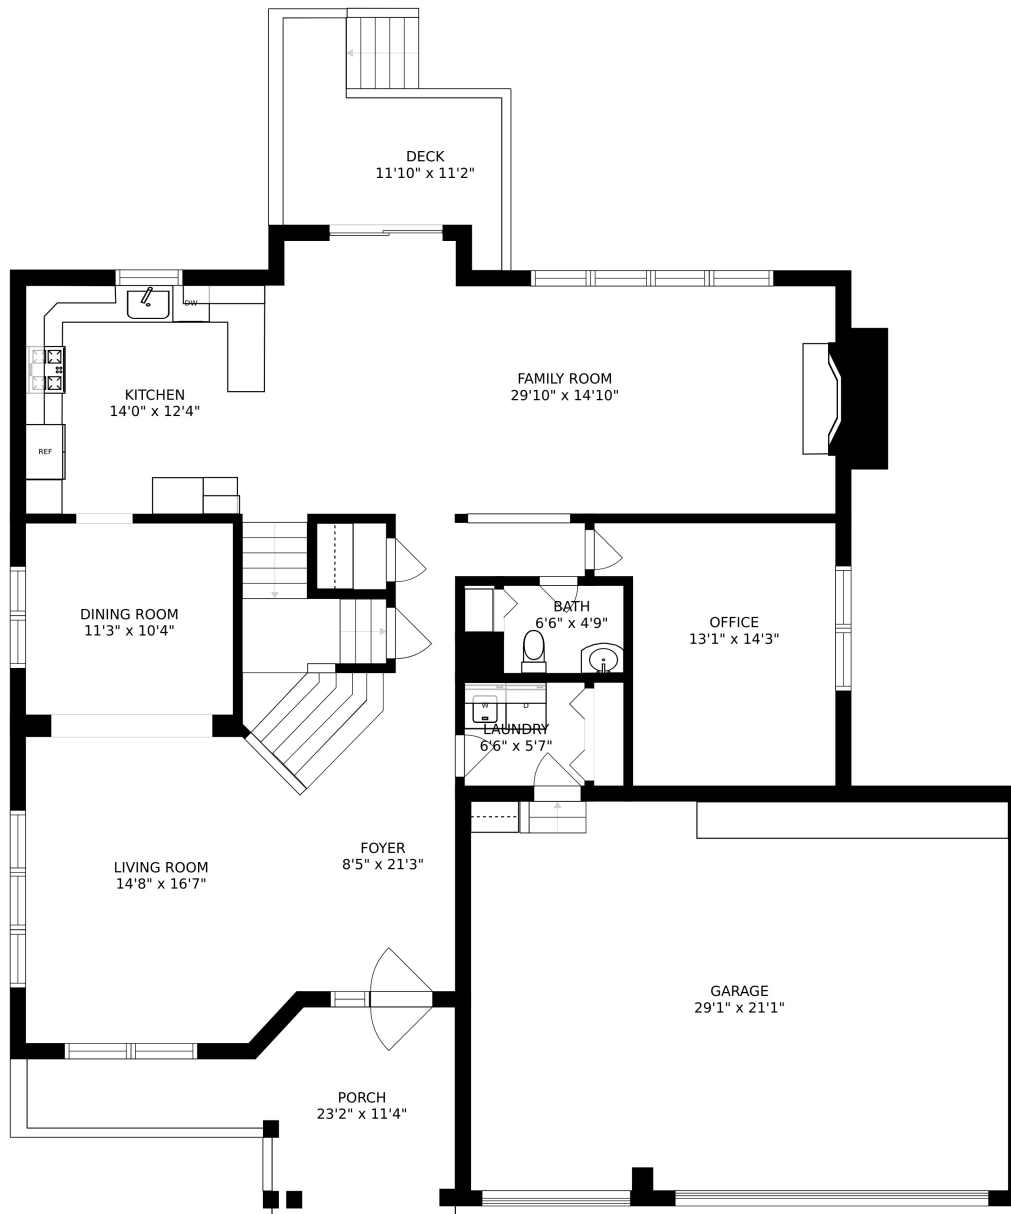 DECK
11'10" x 11'2"
DW
FAMILY ROOM
29'10" x 14'10"
KITCHEN
14'0" x 12'4"
REF
DINING ROOM
11'3" x 10'4"
BATH
6'6" x 4'9"
OFFICE
13'1" x 14'3"
W
D
LAUNDRY
6'6" x 5'7"
FOYER
8'5" x 21'3"
LIVING ROOM
14'8" x 16'7"
GARAGE
29'1" x 21'1"
PORCH
23'2" x 11'4"